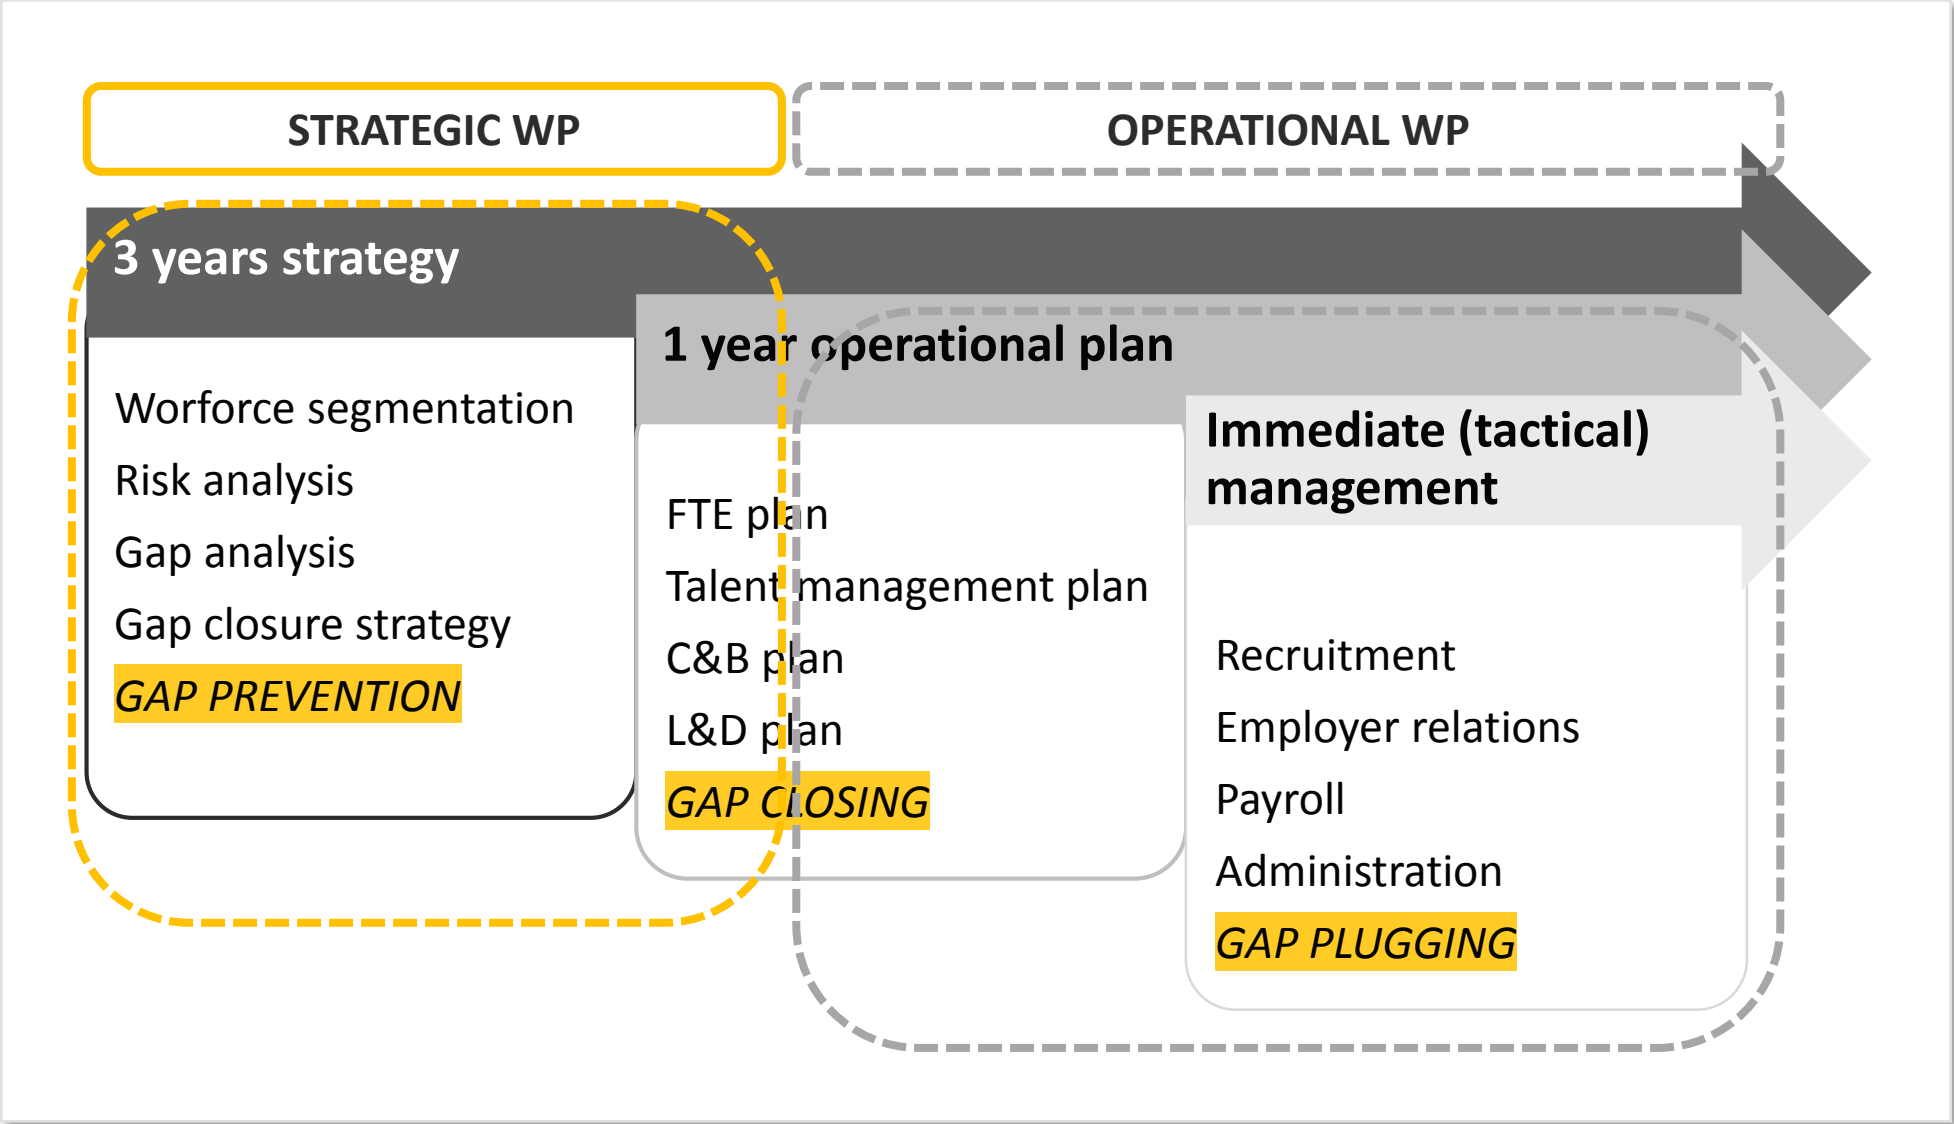 STRATEGIC WP
OPERATIONAL WP
3 years strategy
Worforce segmentation
Risk analysis
Gap analysis
Gap closure strategy
GAP PREVENTION
1 year operational plan
FTE plan
Talent management plan
C&B plan
L&D plan
GAP CLOSING
Immediate (tactical)
management
Recruitment
Employer relations
Payroll
Administration
GAP PLUGGING